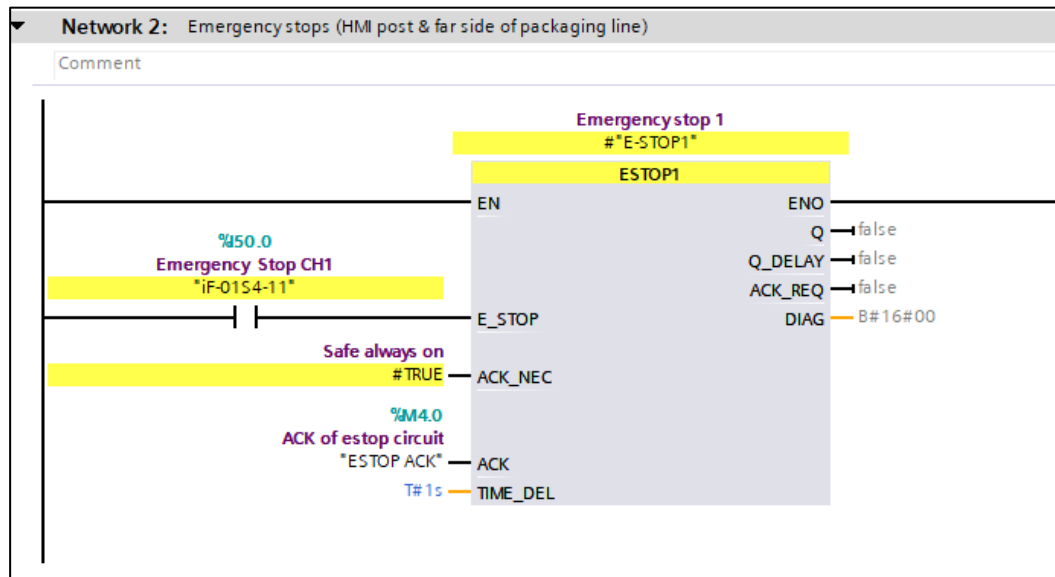 Network 2: Emergency stops (HMI post & far side of packaging line)
Comment
Emergency stop 1
#"E-STOP1"
ESTOP1
EN ENO
%I50.0
Emergency Stop CH1
"iF-01S4-11"
Q false
Q_DELAY false
ACK_REQ false
E_STOP DIAG B#16#00
Safe always on
#TRUE ACK_NEC
%M4.0
ACK of estop circuit
"ESTOP ACK" ACK
T#1s TIME_DEL